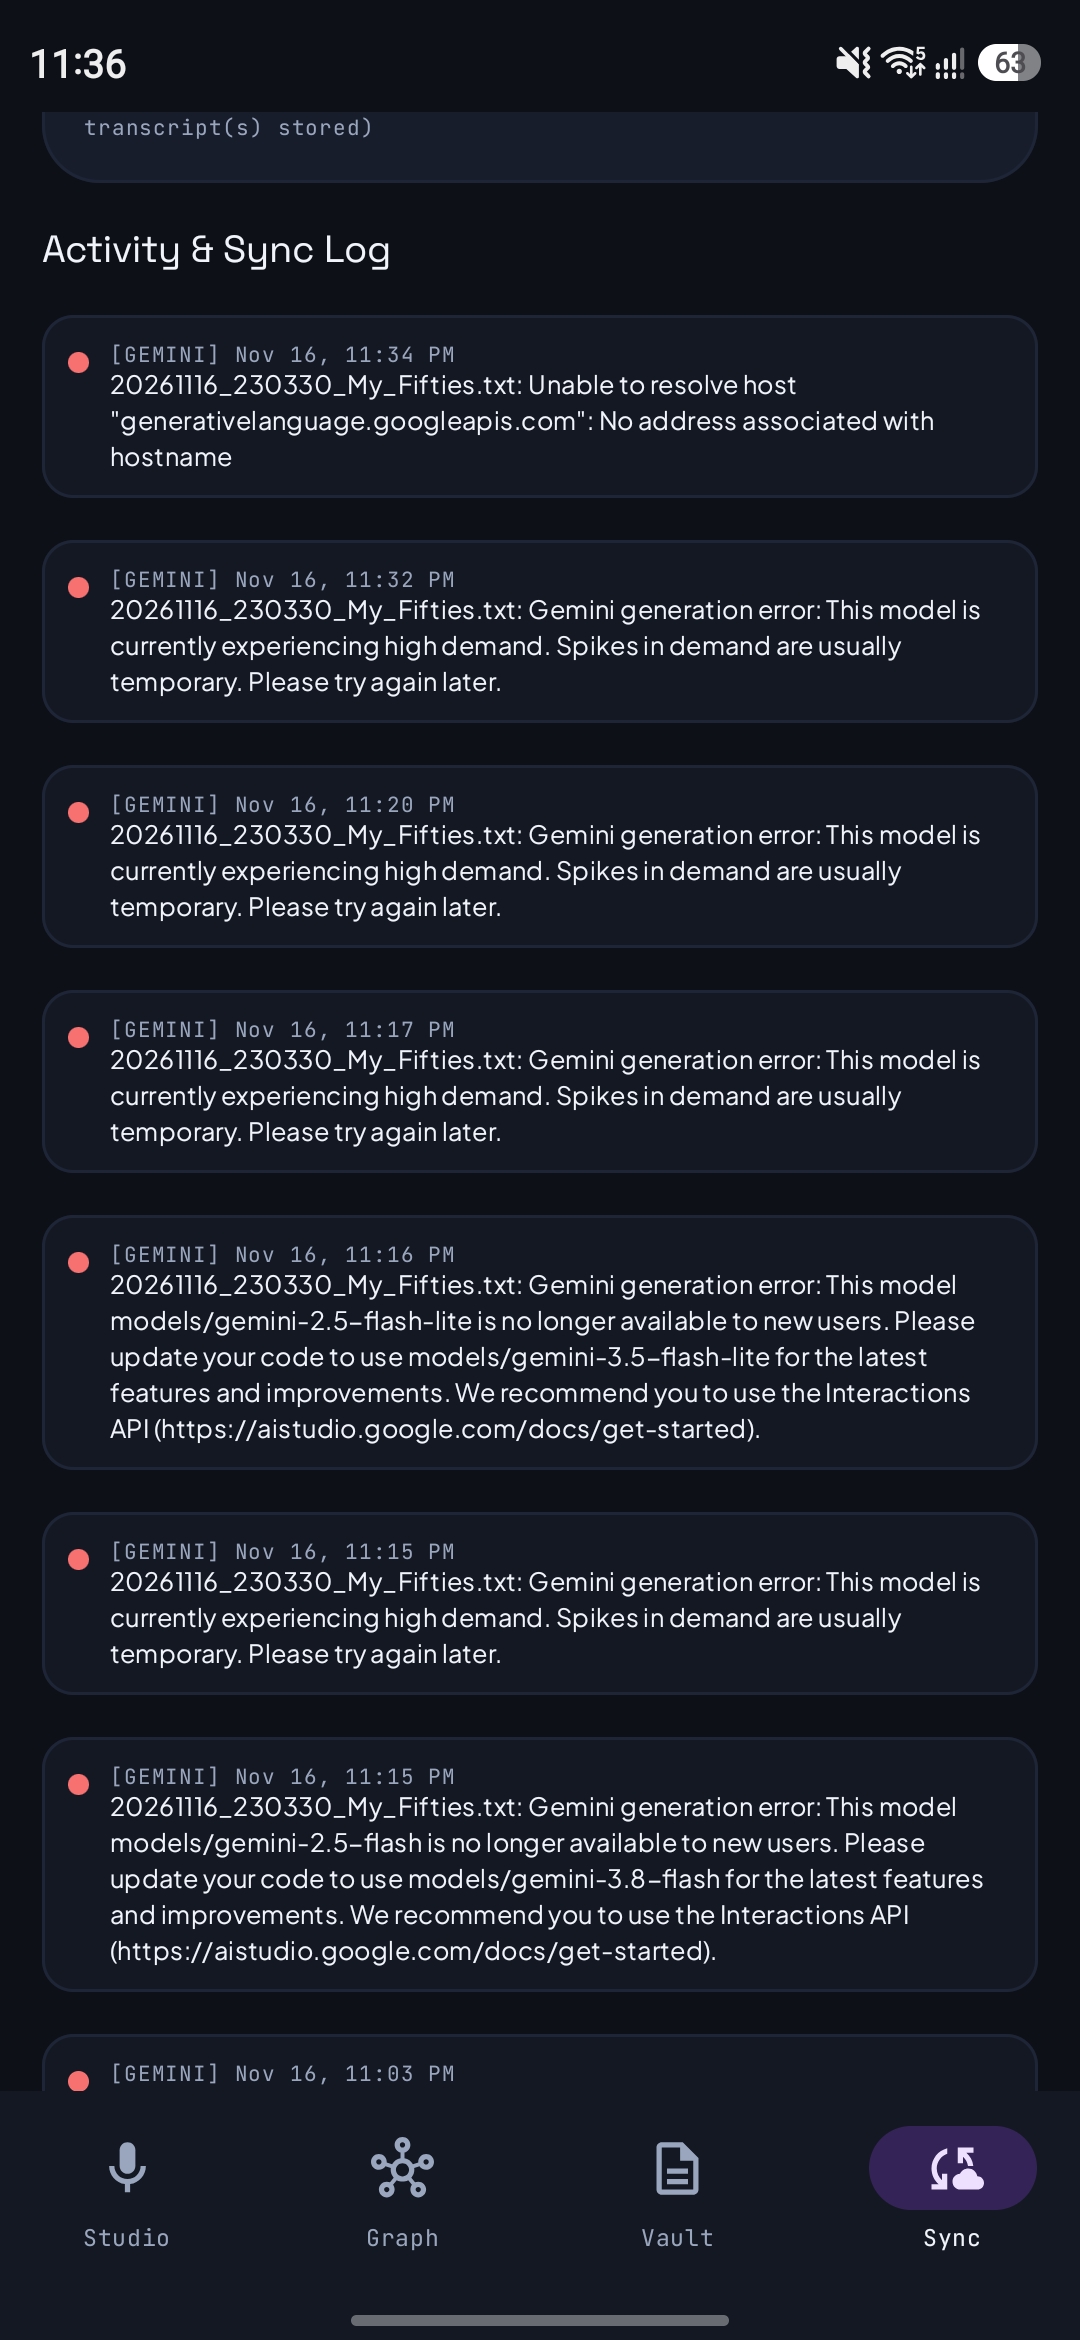 11:36
5
63
transcript(s) stored)
Activity & Sync Log
[GEMINI] Nov 16, 11:34 PM
20261116_230330_My_Fifties.txt: Unable to resolve host
"generativelanguage.googleapis.com": No address associated with
hostname
[GEMINI] Nov 16, 11:32 PM
20261116_230330_My_Fifties.txt: Gemini generation error: This model is
currently experiencing high demand. Spikes in demand are usually
temporary. Please try again later.
[GEMINI] Nov 16, 11:20 PM
20261116_230330_My_Fifties.txt: Gemini generation error: This model is
currently experiencing high demand. Spikes in demand are usually
temporary. Please try again later.
[GEMINI] Nov 16, 11:17 PM
20261116_230330_My_Fifties.txt: Gemini generation error: This model is
currently experiencing high demand. Spikes in demand are usually
temporary. Please try again later.
[GEMINI] Nov 16, 11:16 PM
20261116_230330_My_Fifties.txt: Gemini generation error: This model
models/gemini-2.5-flash-lite is no longer available to new users. Please
update your code to use models/gemini-3.5-flash-lite for the latest
features and improvements. We recommend you to use the Interactions
API (https://aistudio.google.com/docs/get-started).
[GEMINI] Nov 16, 11:15 PM
20261116_230330_My_Fifties.txt: Gemini generation error: This model is
currently experiencing high demand. Spikes in demand are usually
temporary. Please try again later.
[GEMINI] Nov 16, 11:15 PM
20261116_230330_My_Fifties.txt: Gemini generation error: This model
models/gemini-2.5-flash is no longer available to new users. Please
update your code to use models/gemini-3.8-flash for the latest features
and improvements. We recommend you to use the Interactions API
(https://aistudio.google.com/docs/get-started).
[GEMINI] Nov 16, 11:03 PM
Studio
Graph
Vault
Sync